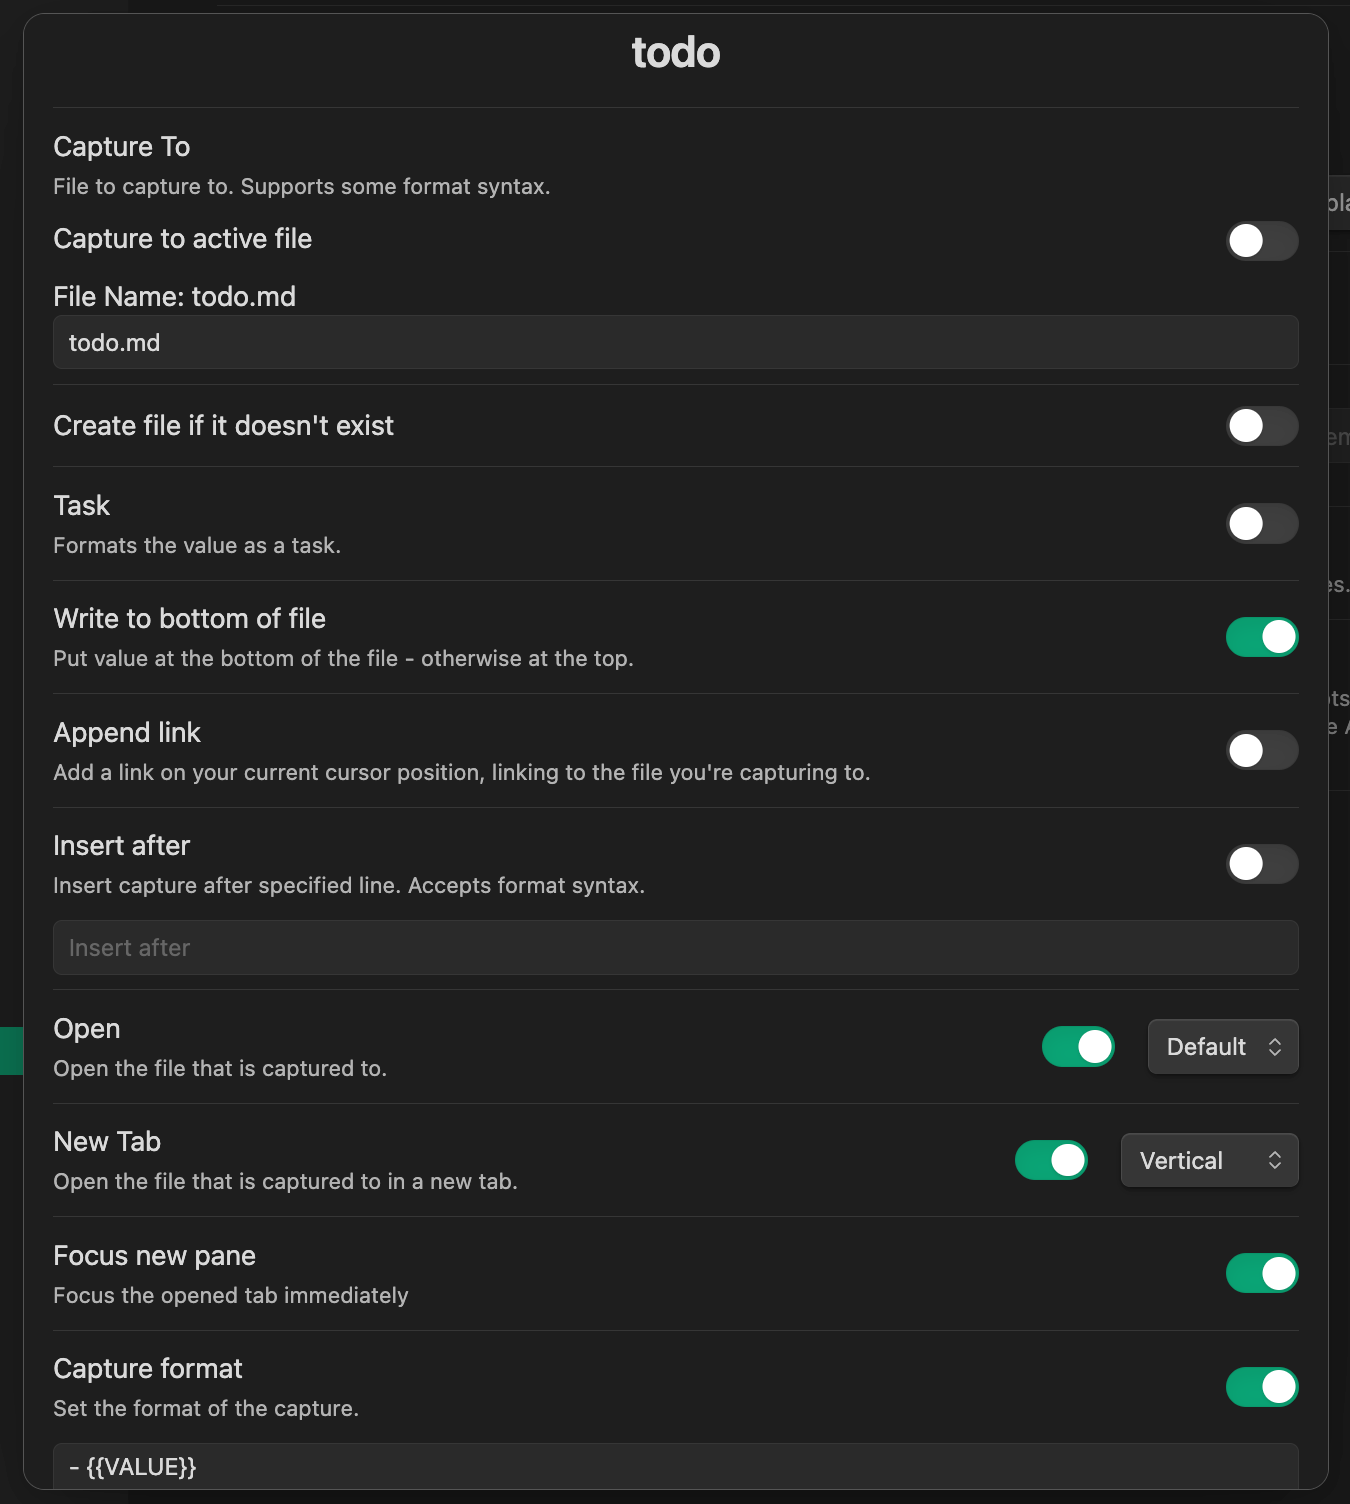 todo
Capture To
File to capture to. Supports some format syntax.
Capture to active file
File Name: todo.md
todo.md
Create file if it doesn't exist
Task
Formats the value as a task.
Write to bottom of file
Put value at the bottom of the file - otherwise at the top.
Append link
Add a link on your current cursor position, linking to the file you're capturing to.
Insert after
Insert capture after specified line. Accepts format syntax.
Insert after
Open
Default
Open the file that is captured to.
New Tab
Vertical
Open the file that is captured to in a new tab.
Focus new pane
Focus the opened tab immediately
Capture format
Set the format of the capture.
- {{VALUE}}